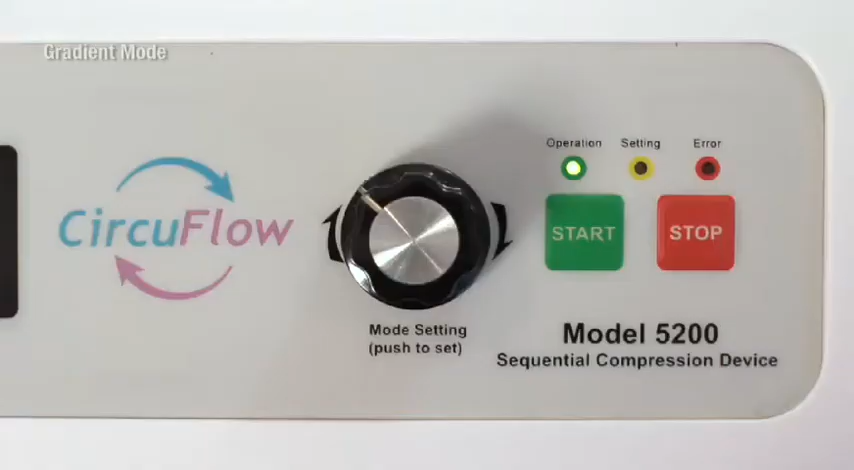 Gradient Mode
Operation Setting Error
CircuFlow
START STOP
Mode Setting
(push to set)
Model 5200
Sequential Compression Device